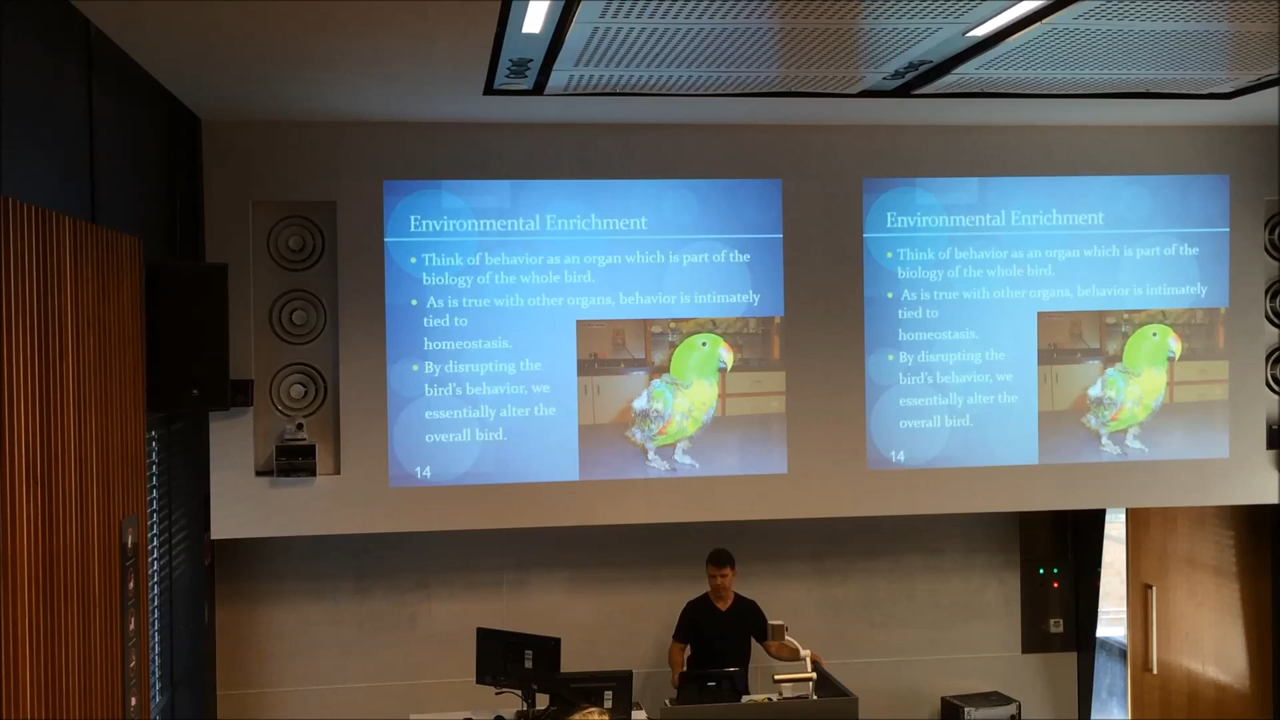 Environmental Enrichment
Think of behavior as an organ which is part of the
biology of the whole bird.
As is true with other organs, behavior is intimately
tied to
homeostasis.
By disrupting the
bird's behavior, we
essentially alter the
overall bird.
14
Environmental Enrichment
Think of behavior as an organ which is part of the
biology of the whole bird.
As is true with other organs, behavior is intimately
tied to
homeostasis.
By disrupting the
bird's behavior, we
essentially alter the
overall bird.
14